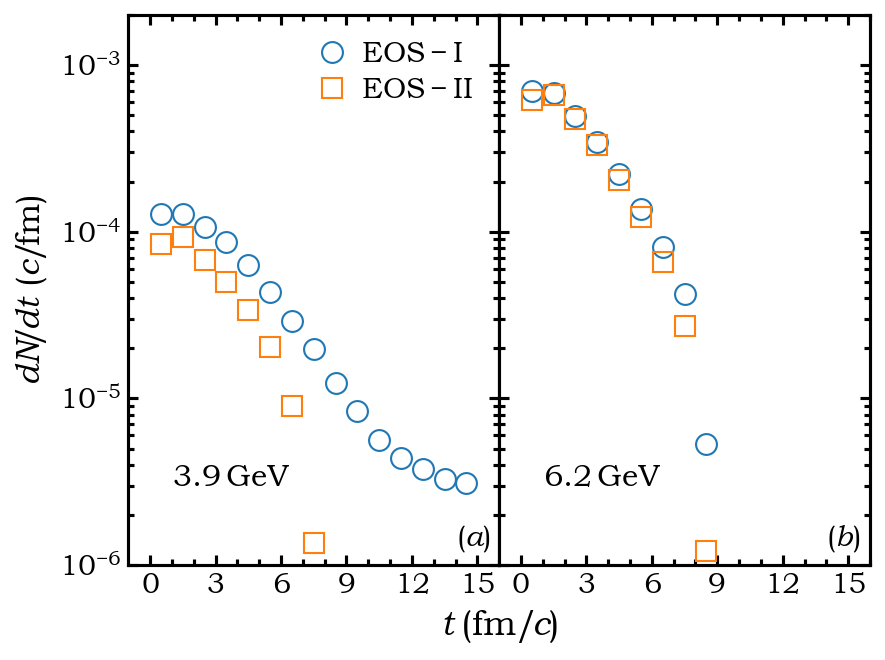 EOS − I
EOS − II
10⁻³
10⁻⁴
10⁻⁵
10⁻⁶
dN/dt (c/fm)
3.9 GeV
(a)
6.2 GeV
(b)
0 3 6 9 12 15
0 3 6 9 12 15
t (fm/c)